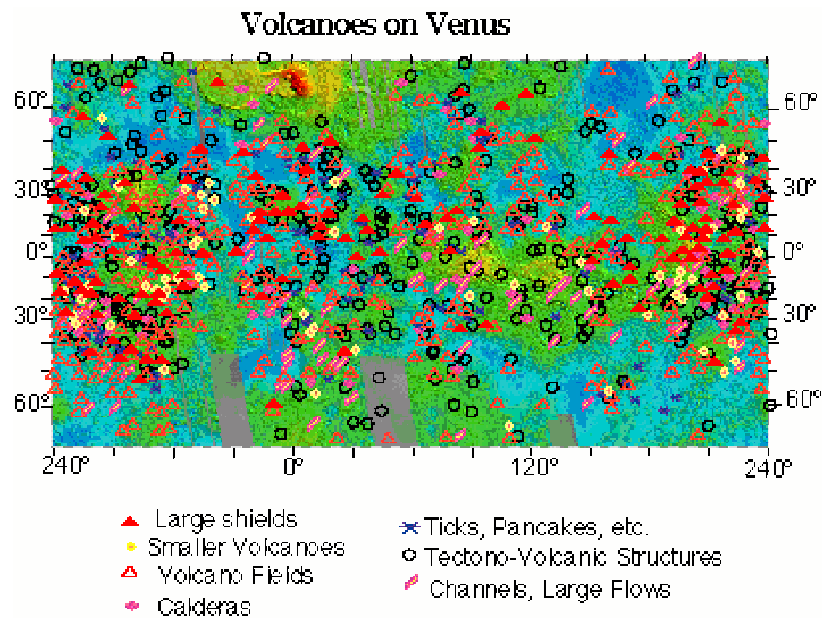 Volcanoes on Venus
60° 60°
30° 30°
0° 0°
30° 30°
60° 60°
240° 0° 120° 240°
Large shields
Smaller Volcanoes
Volcano Fields
Calderas
Ticks, Pancakes, etc.
Tectono-Volcanic Structures
Channels, Large Flows